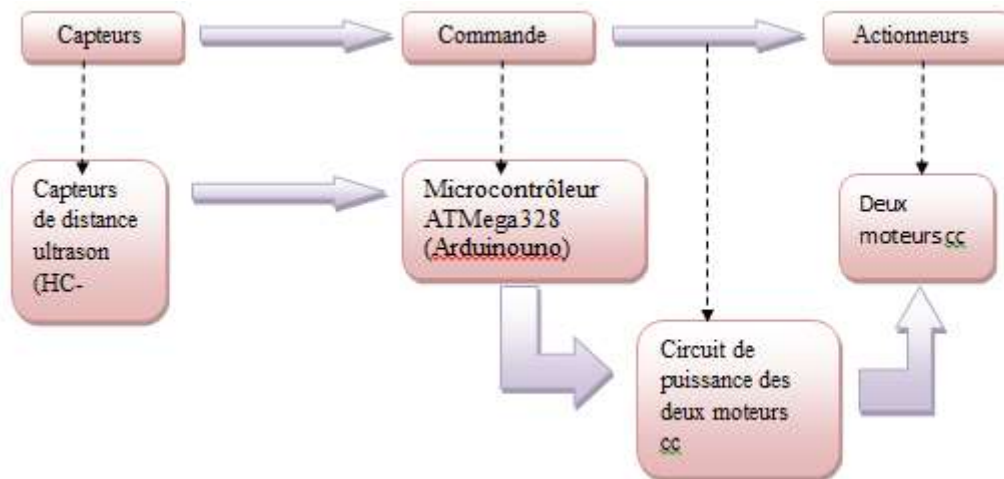 Capteurs
Commande
Actionneurs
Capteurs
de distance
ultrason
(HC-
Microcontrôleur
ATMega328
(Arduinouno)
Deux
moteurs cc
Circuit de
puissance des
deux moteurs
cc